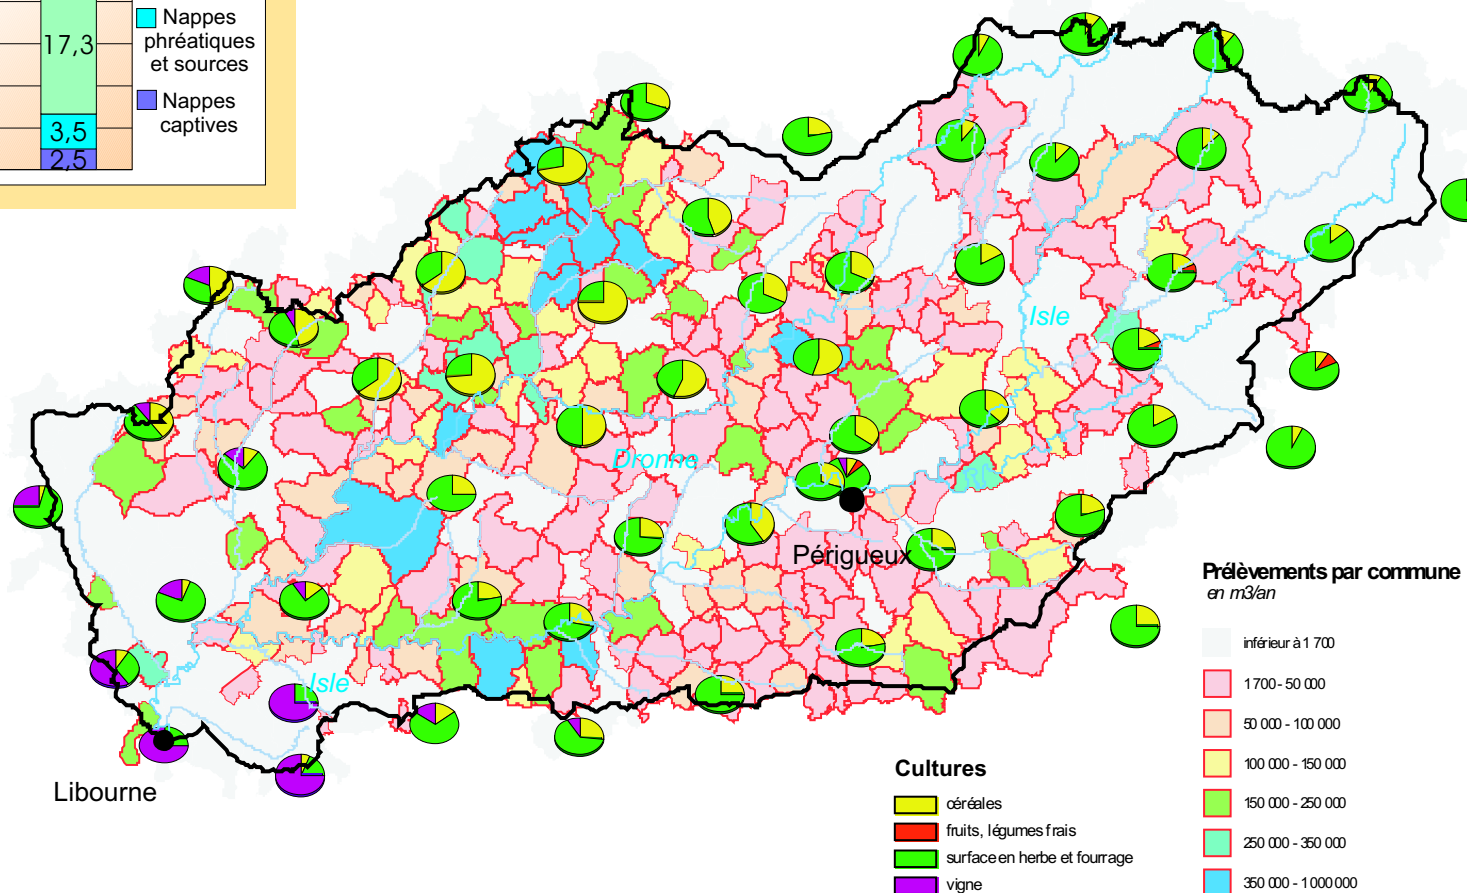 17,3
3,5
2,5
Nappes
phréatiques
et sources
Nappes
captives
Isle
Dronne
Périgueux
Isle
Libourne
Cultures
céréales
fruits, légumes frais
surface en herbe et fourrage
vigne
Prélèvements par commune
en m3/an
inférieur à 1 700
1 700 - 50 000
50 000 - 100 000
100 000 - 150 000
150 000 - 250 000
250 000 - 350 000
350 000 - 1 000 000